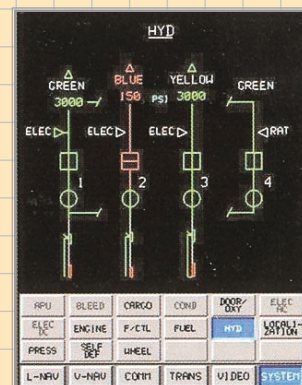 HYD
GREEN BLUE YELLOW GREEN
3000 150 PSI 3000
ELEC ELEC ELEC RAT
1 2 3 4
APU BLEED CARGO COND DOOR/OXY ELEC AC
ELEC DC ENGINE F/CTL FUEL HYD LOCALI-ZATION
PRESS SELF DEF WHEEL
L-NAV V-NAV COMM TRANS VIDEO SYSTEM